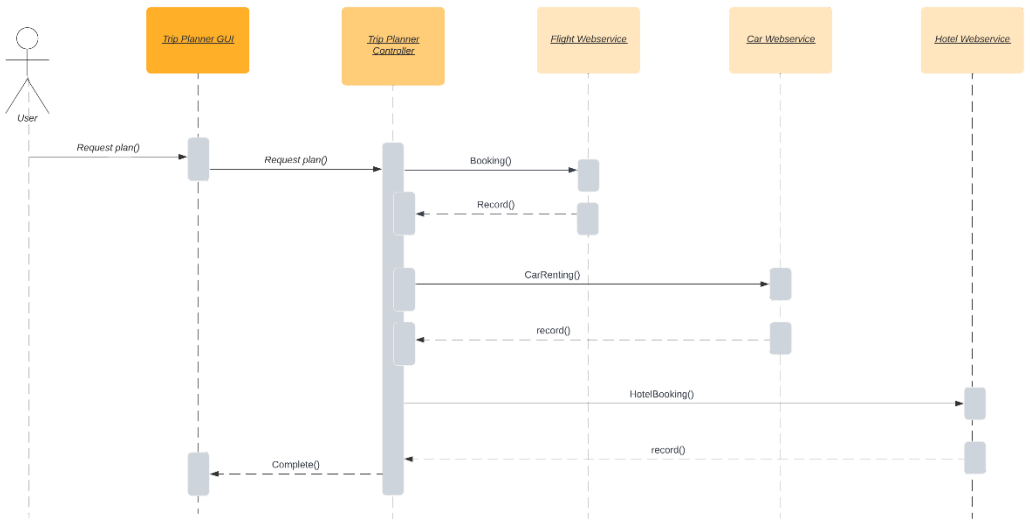 Trip Planner GUI
Trip Planner
Controller
Flight Webservice
Car Webservice
Hotel Webservice
User
Request plan()
Request plan()
Booking()
Record()
CarRenting()
record()
HotelBooking()
record()
Complete()